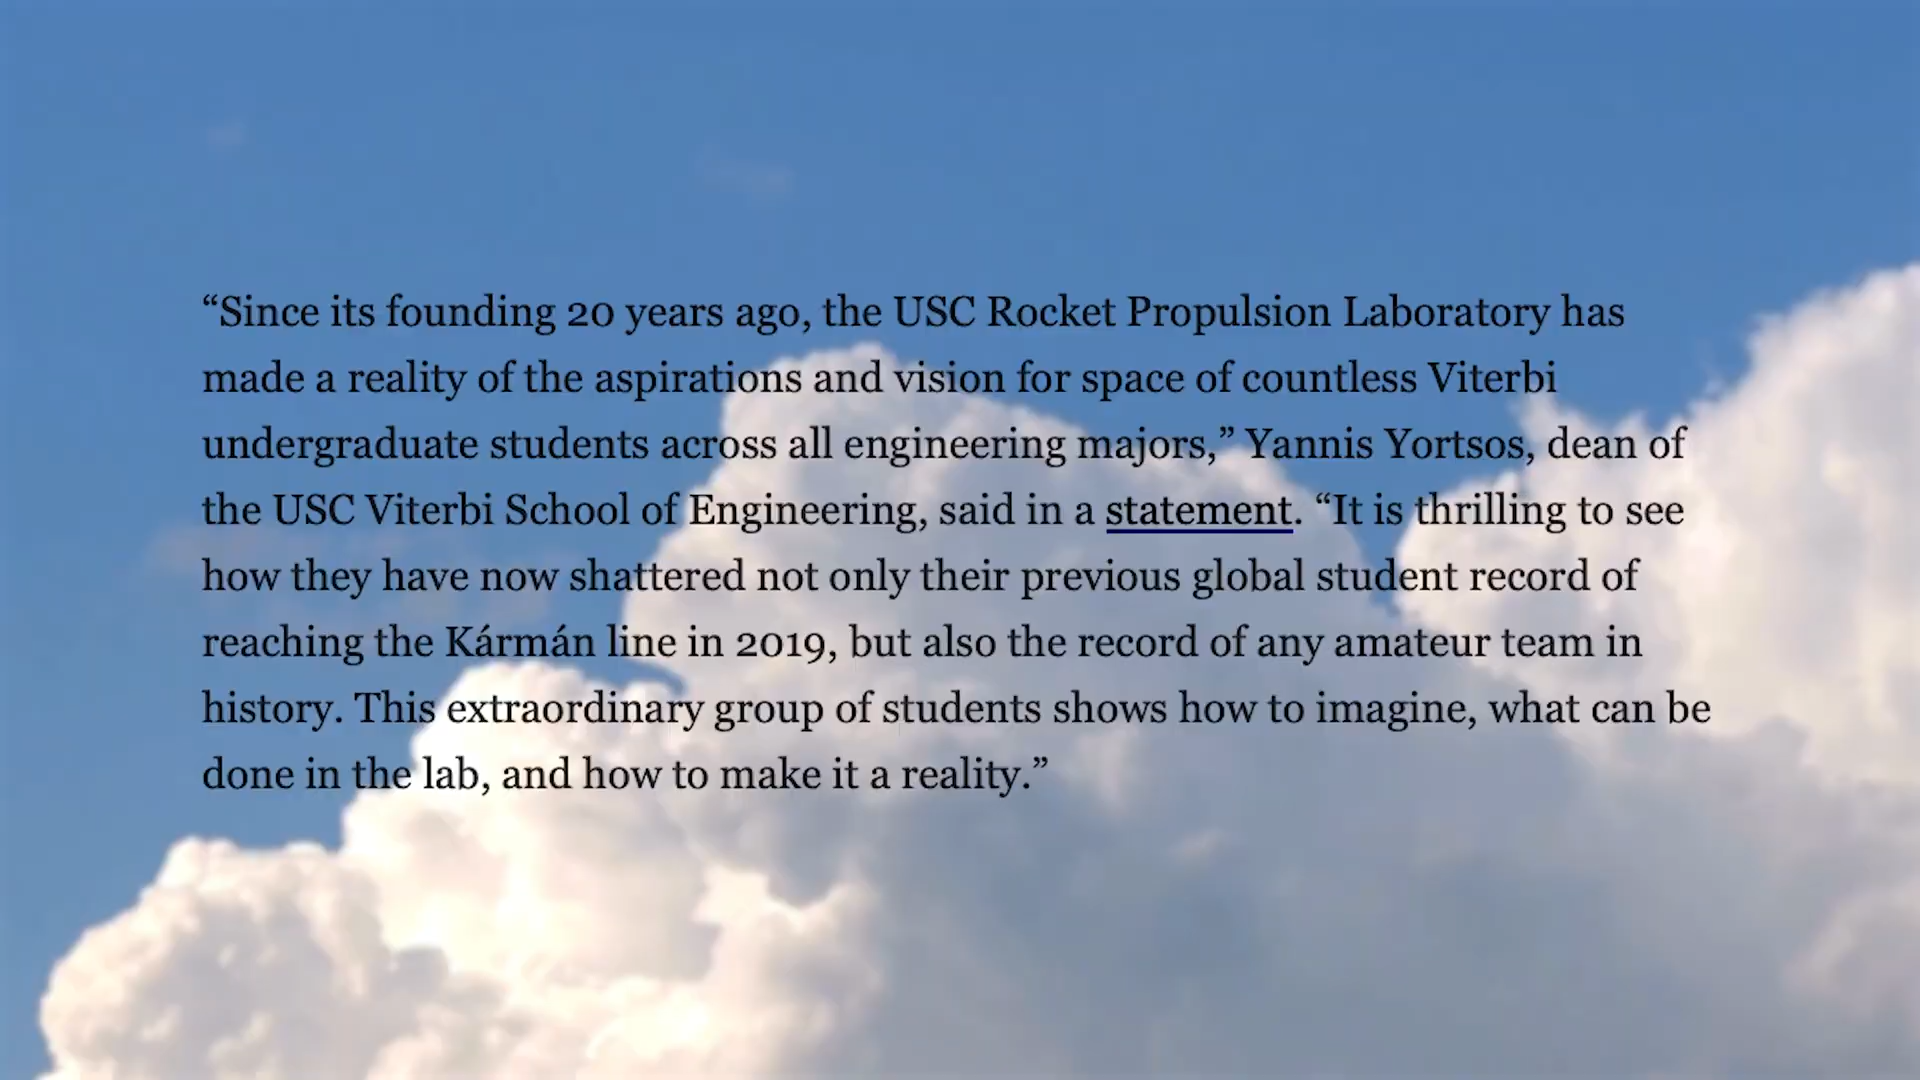 “Since its founding 20 years ago, the USC Rocket Propulsion Laboratory has
made a reality of the aspirations and vision for space of countless Viterbi
undergraduate students across all engineering majors,” Yannis Yortsos, dean of
the USC Viterbi School of Engineering, said in a statement. “It is thrilling to see
how they have now shattered not only their previous global student record of
reaching the Kármán line in 2019, but also the record of any amateur team in
history. This extraordinary group of students shows how to imagine, what can be
done in the lab, and how to make it a reality.”